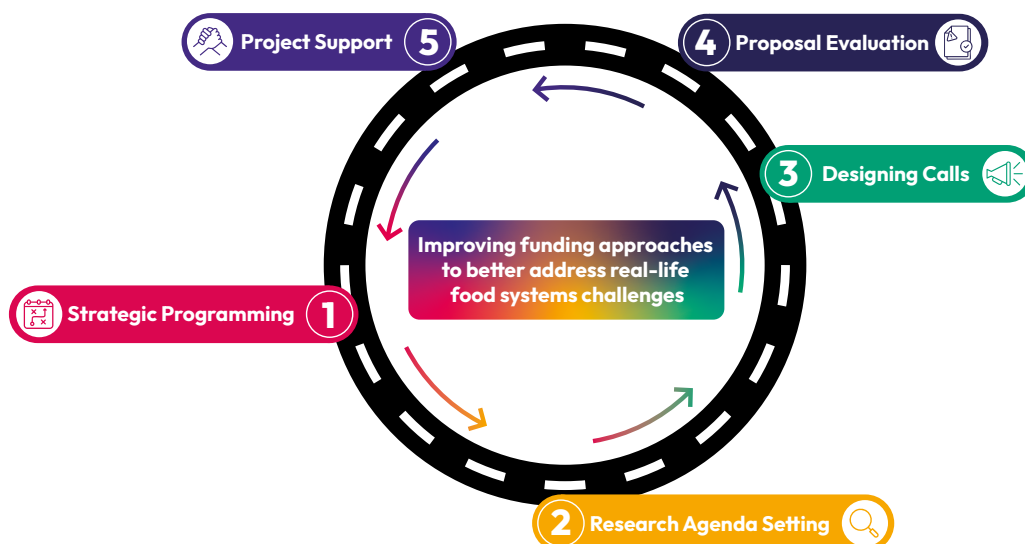 Project Support 5
4 Proposal Evaluation
3 Designing Calls
Improving funding approaches
to better address real-life
food systems challenges
Strategic Programming 1
2 Research Agenda Setting